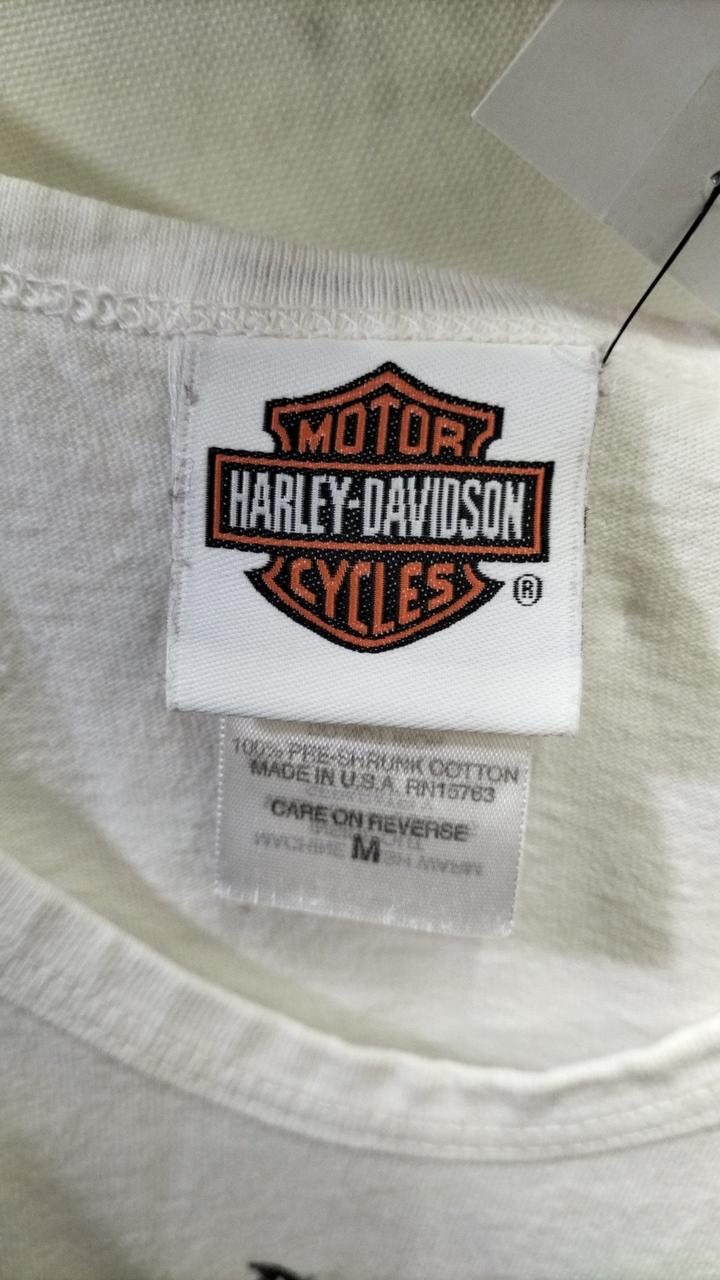 MOTOR
HARLEY-DAVIDSON
CYCLES
®
100% PRE-SHRUNK COTTON
MADE IN U.S.A. RN15763
CARE ON REVERSE
M